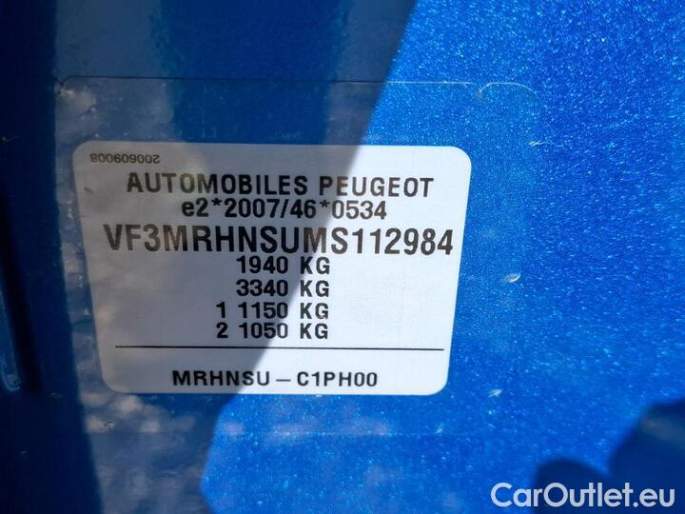 200609008
AUTOMOBILES PEUGEOT
e2*2007/46*0534
VF3MRHNSUMS112984
1940 KG
3340 KG
1 1150 KG
2 1050 KG
MRHNSU – C1PH00
CarOutlet.eu